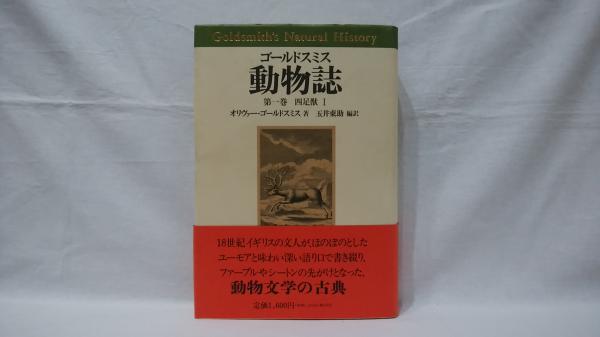 Goldsmith's Natural History
ゴールドスミス
動物誌
第一巻 四足獣 I
オリヴァー・ゴールドスミス 著 玉井東助 編訳
18世紀イギリスの文人が、ほのぼのとした
ユーモアと味わい深い語り口で書き綴り、
ファーブルやシートンの先がけとなった、
動物文学の古典
定価1,600円